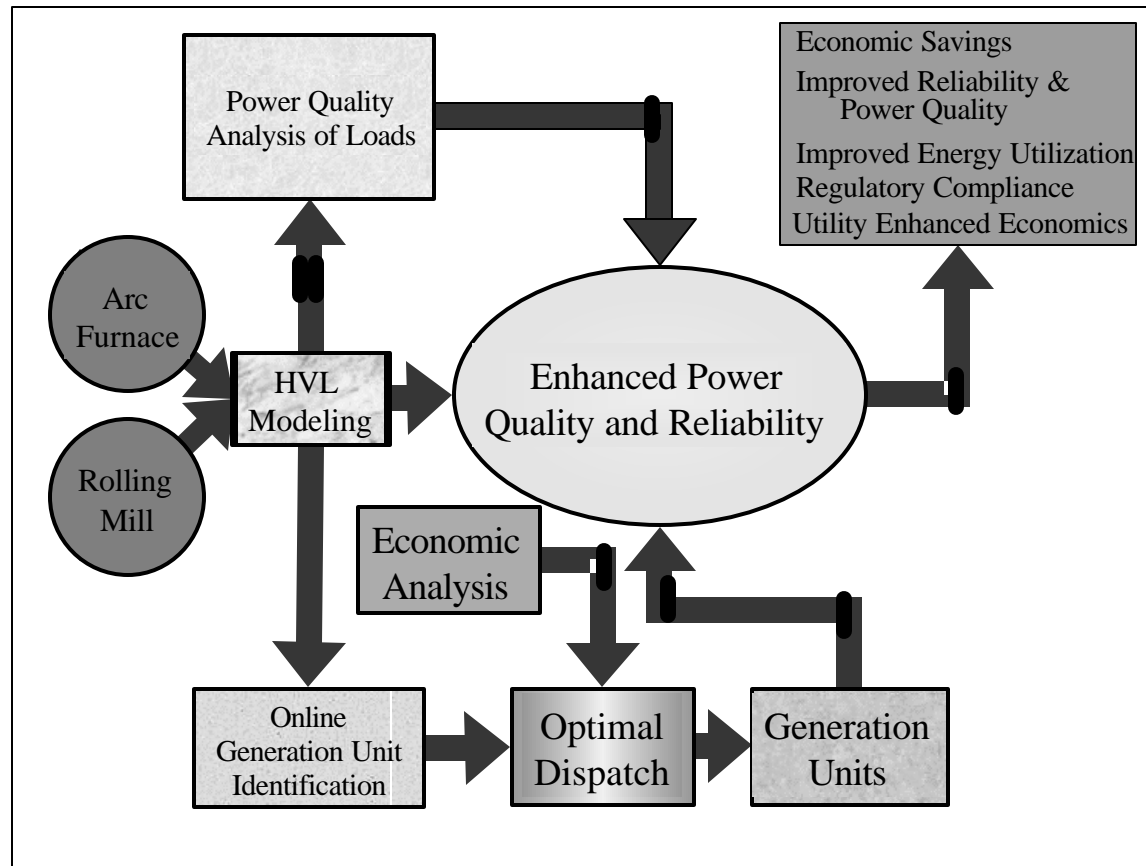 Power Quality
Analysis of Loads
Economic Savings
Improved Reliability &
Power Quality
Improved Energy Utilization
Regulatory Compliance
Utility Enhanced Economics
Arc
Furnace
HVL
Modeling
Enhanced Power
Quality and Reliability
Rolling
Mill
Economic
Analysis
Online
Generation Unit
Identification
Optimal
Dispatch
Generation
Units